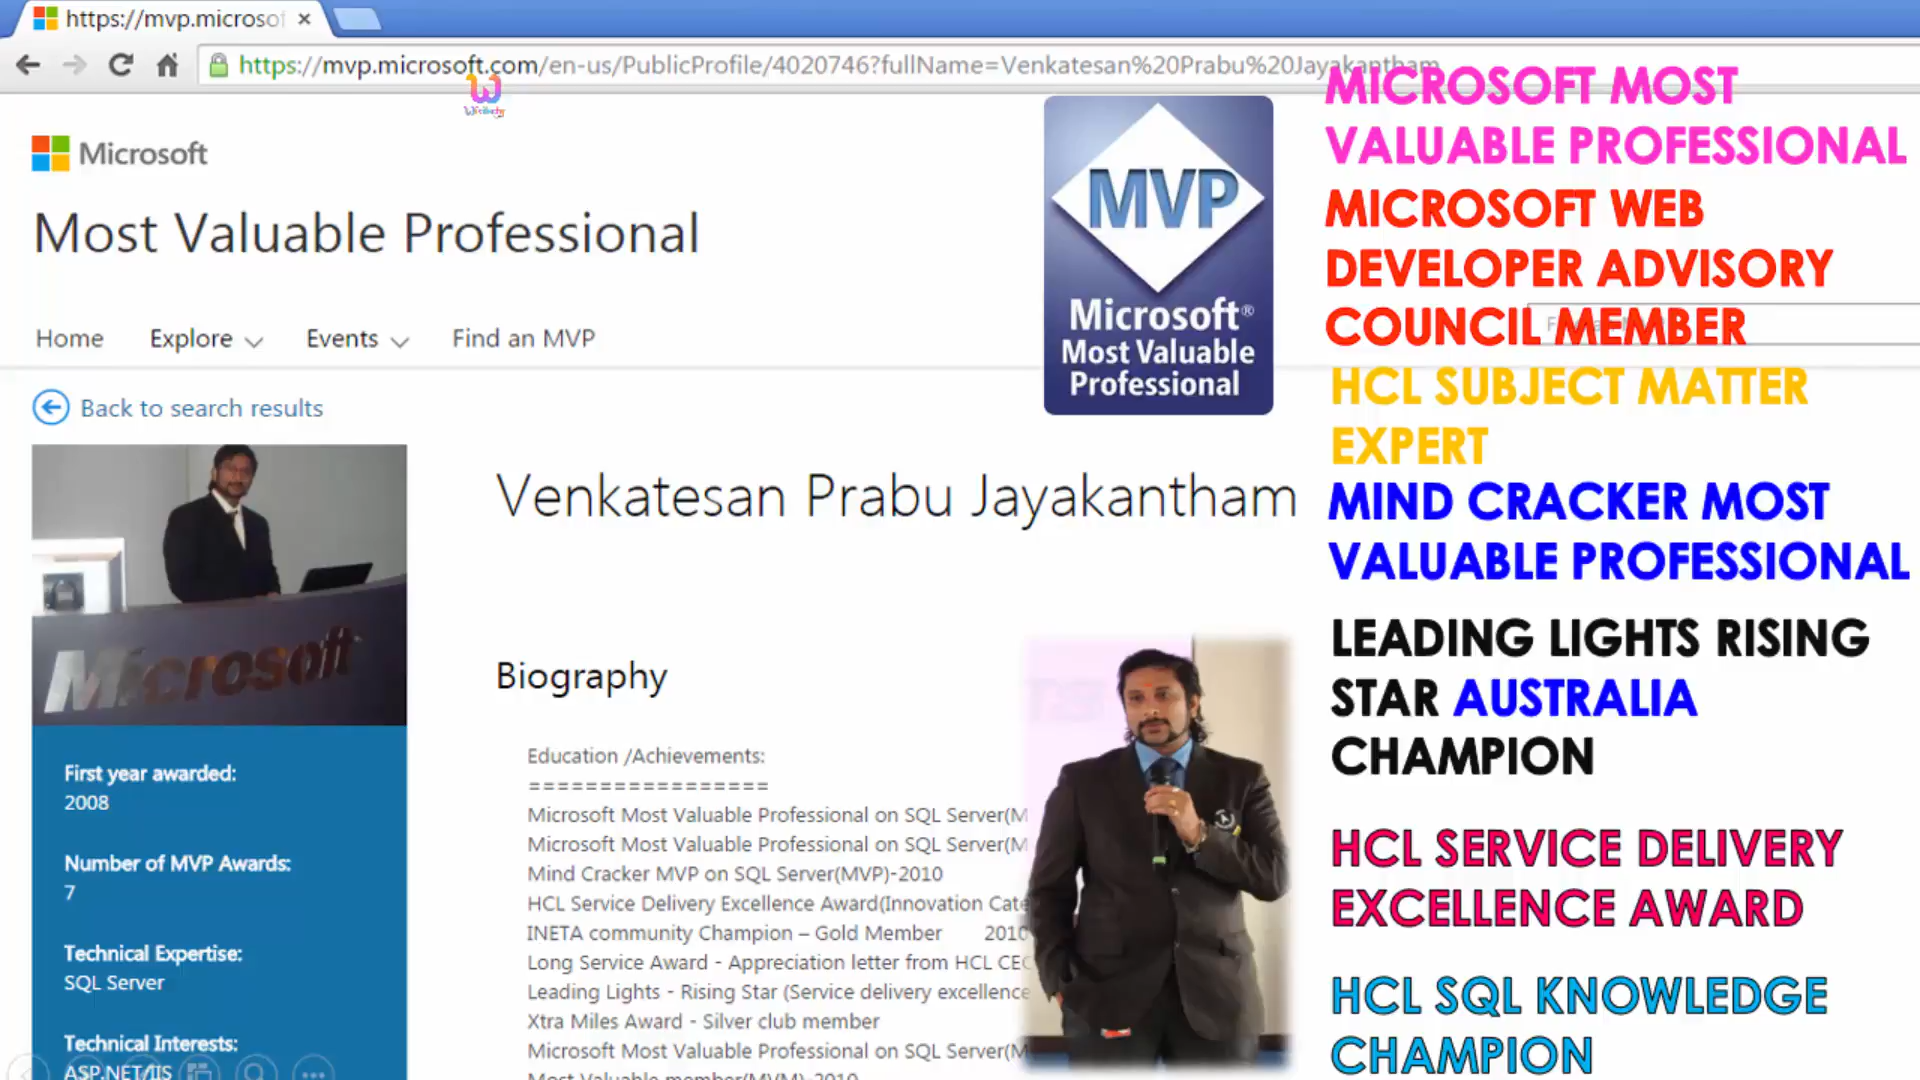 https://mvp.microsof
https://mvp.microsoft.com/en-us/PublicProfile/4020746?fullName=Venkatesan%20Prabu%20Jayakantham
Microsoft
Most Valuable Professional
Home
Explore
Events
Find an MVP
Back to search results
MVP
Microsoft®
Most Valuable
Professional
Microsoft
First year awarded:
2008
Number of MVP Awards:
7
Technical Expertise:
SQL Server
Technical Interests:
ASP.NET/IIS
Venkatesan Prabu Jayakantham
Biography
Education /Achievements:
=================
Microsoft Most Valuable Professional on SQL Server(M
Microsoft Most Valuable Professional on SQL Server(M
Mind Cracker MVP on SQL Server(MVP)-2010
HCL Service Delivery Excellence Award(Innovation Cate
INETA community Champion – Gold Member 2010
Long Service Award - Appreciation letter from HCL CEO
Leading Lights - Rising Star (Service delivery excellence
Xtra Miles Award - Silver club member
Microsoft Most Valuable Professional on SQL Server(M
Most Valuable member(MVM)-2010
MICROSOFT MOST
VALUABLE PROFESSIONAL
MICROSOFT WEB
DEVELOPER ADVISORY
COUNCIL MEMBER
HCL SUBJECT MATTER
EXPERT
MIND CRACKER MOST
VALUABLE PROFESSIONAL
LEADING LIGHTS RISING
STAR AUSTRALIA
CHAMPION
HCL SERVICE DELIVERY
EXCELLENCE AWARD
HCL SQL KNOWLEDGE
CHAMPION